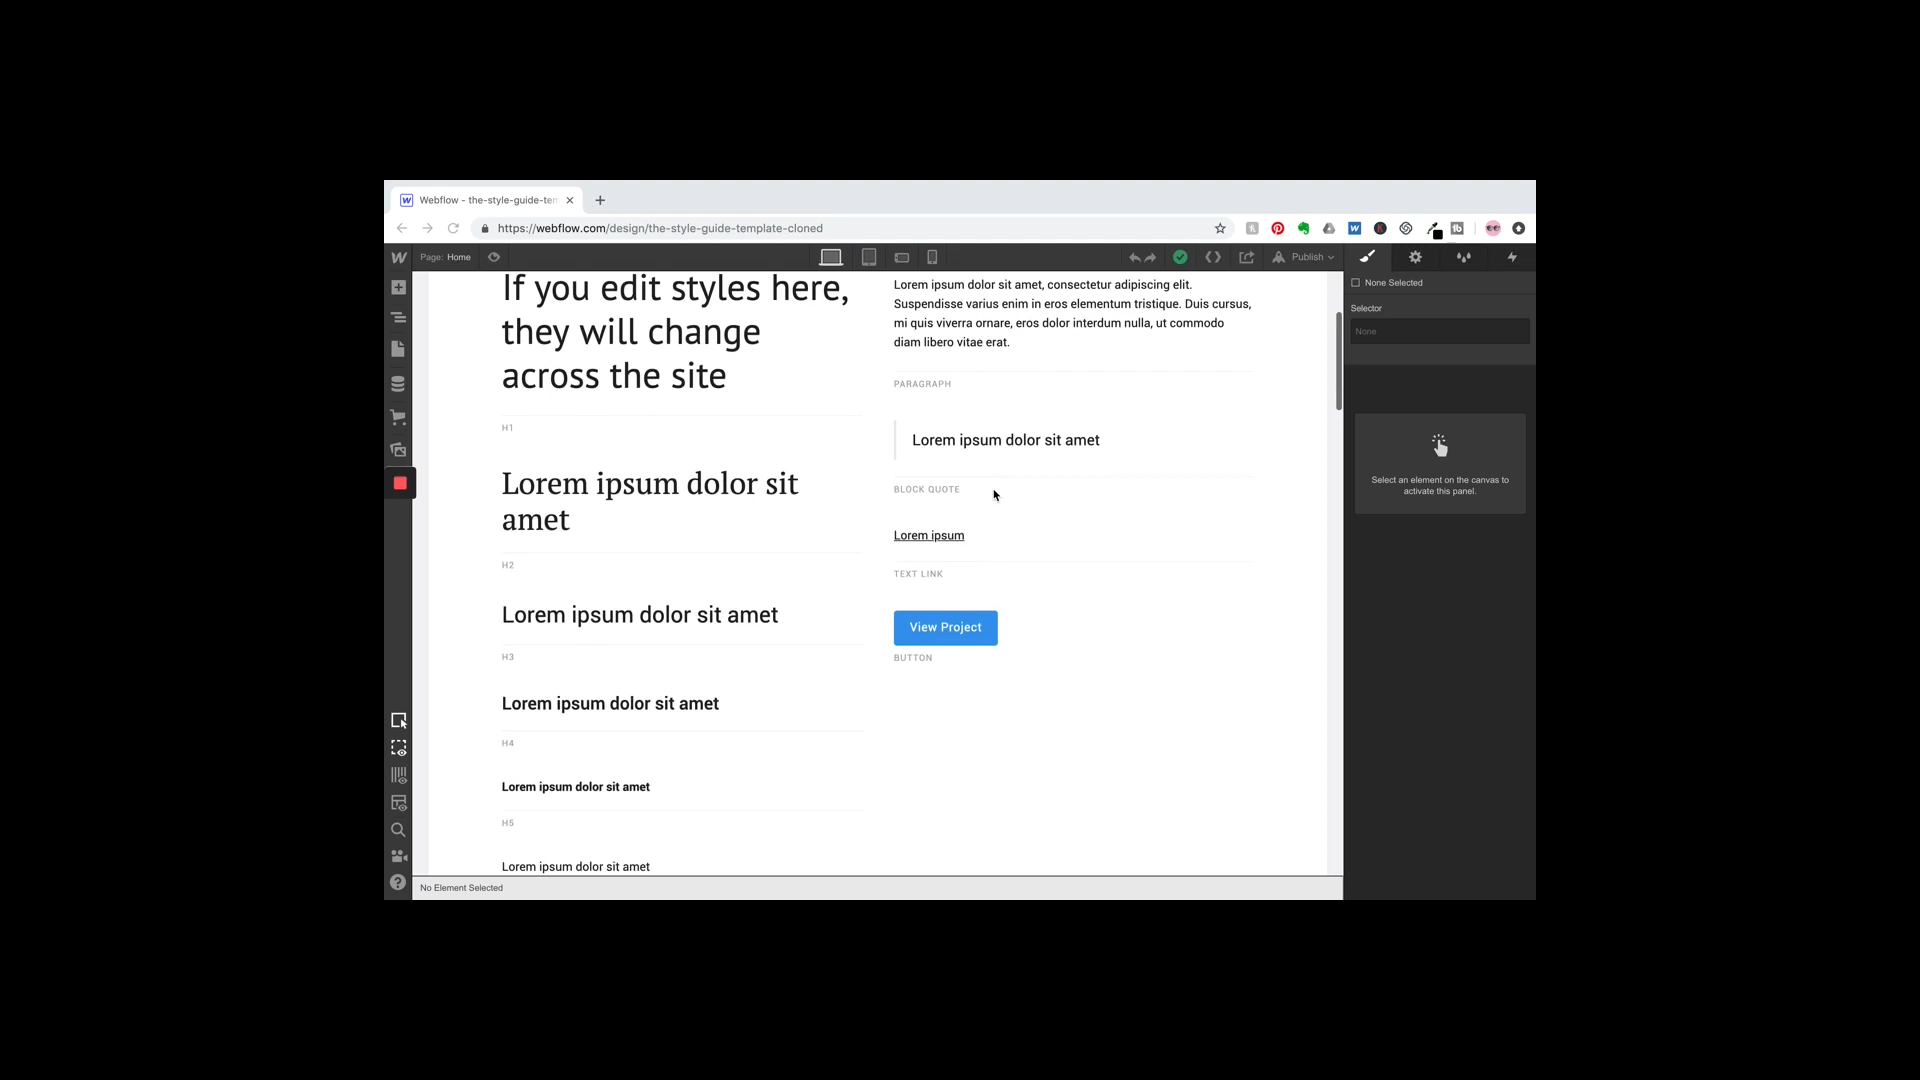 Webflow - the-style-guide-tem
https://webflow.com/design/the-style-guide-template-cloned
Page: Home
Publish
None Selected
Selector
None
Select an element on the canvas to
activate this panel.
If you edit styles here,
they will change
across the site
H1
Lorem ipsum dolor sit
amet
H2
Lorem ipsum dolor sit amet
H3
Lorem ipsum dolor sit amet
H4
Lorem ipsum dolor sit amet
H5
Lorem ipsum dolor sit amet
Lorem ipsum dolor sit amet, consectetur adipiscing elit.
Suspendisse varius enim in eros elementum tristique. Duis cursus,
mi quis viverra ornare, eros dolor interdum nulla, ut commodo
diam libero vitae erat.
PARAGRAPH
Lorem ipsum dolor sit amet
BLOCK QUOTE
Lorem ipsum
TEXT LINK
View Project
BUTTON
No Element Selected